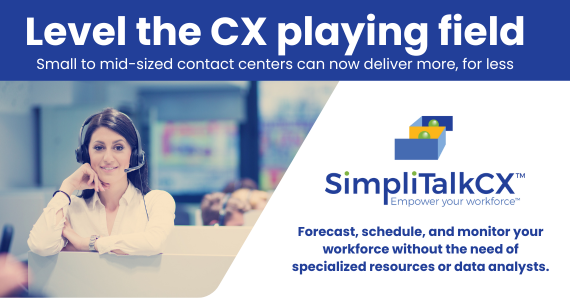 Level the CX playing field
Small to mid-sized contact centers can now deliver more, for less
SimpliTalkCX™
Empower your workforce™
Forecast, schedule, and monitor your
workforce without the need of
specialized resources or data analysts.